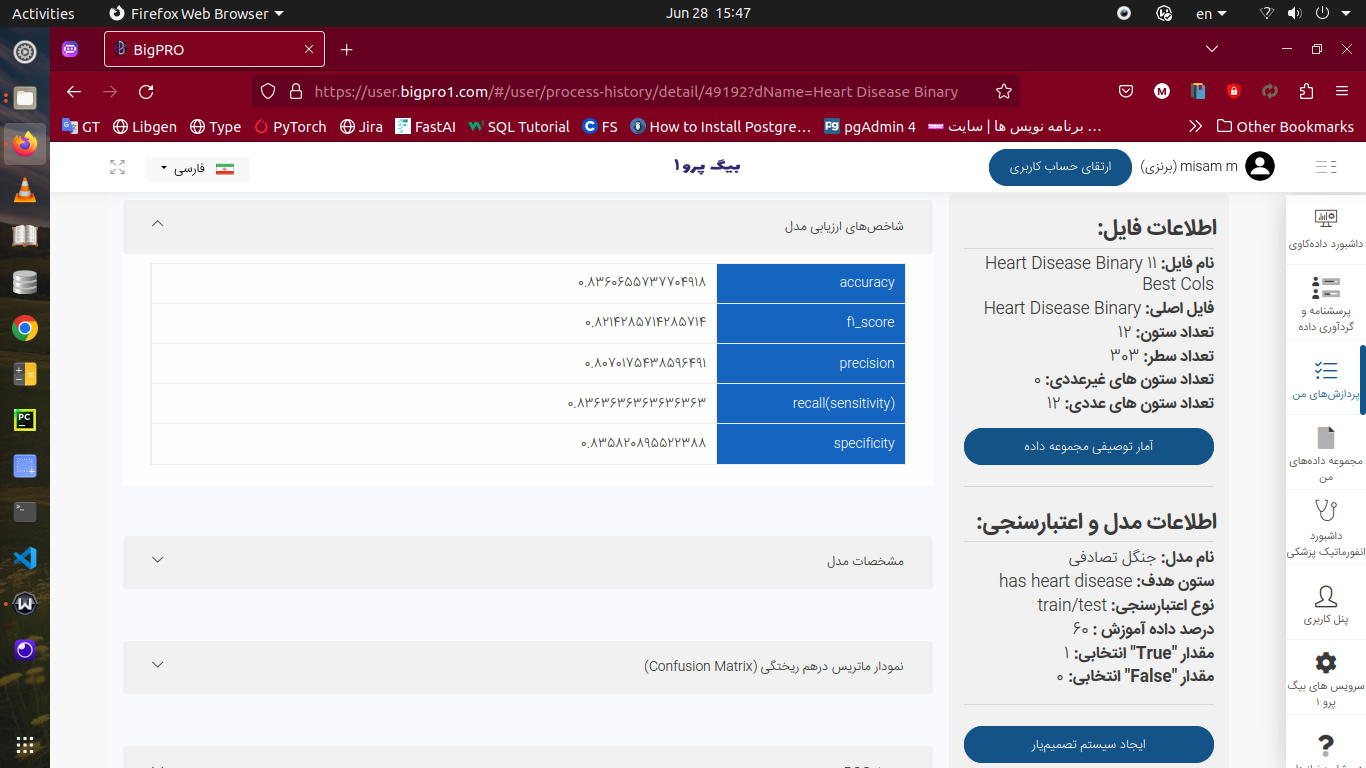 Activities
Firefox Web Browser
Jun 28 15:47
en
BigPRO
https://user.bigpro1.com/#/user/process-history/detail/49192?dName=Heart Disease Binary
GT
Libgen
Type
PyTorch
Jira
FastAI
SQL Tutorial
FS
How to Install Postgre…
pgAdmin 4
برنامه نویس ها | سایت …
Other Bookmarks
misam m (برنزی)
ارتقای حساب کاربری
بیگ پرو ۱
فارسی
داشبورد داده‌کاوی
پرسشنامه و
گردآوری داده
پردازش‌های من
مجموعه داده‌های
من
داشبورد
انفورماتیک پزشکی
پنل کاربری
سرویس های بیگ
پرو ۱
اطلاعات فایل:
نام فایل: Heart Disease Binary ۱۱
Best Cols
فایل اصلی: Heart Disease Binary
تعداد ستون: ۱۲
تعداد سطر: ۳۰۳
تعداد ستون های غیرعددی: ۰
تعداد ستون های عددی: ۱۲
آمار توصیفی مجموعه داده
اطلاعات مدل و اعتبارسنجی:
نام مدل: جنگل تصادفی
ستون هدف: has heart disease
نوع اعتبارسنجی: train/test
درصد داده آموزش : ۶۰
مقدار "True" انتخابی: ۱
مقدار "False" انتخابی: ۰
ایجاد سیستم تصمیم‌یار
شاخص‌های ارزیابی مدل
accuracy ۰.۸۳۶۰۶۵۵۷۳۷۷۰۴۹۱۸
f۱_score ۰.۸۲۱۴۲۸۵۷۱۴۲۸۵۷۱۴
precision ۰.۸۰۷۰۱۷۵۴۳۸۵۹۶۴۹۱
recall(sensitivity) ۰.۸۳۶۳۶۳۶۳۶۳۶۳۶۳۶۳
specificity ۰.۸۳۵۸۲۰۸۹۵۵۲۲۳۸۸
مشخصات مدل
نمودار ماتریس درهم ریختگی (Confusion Matrix)